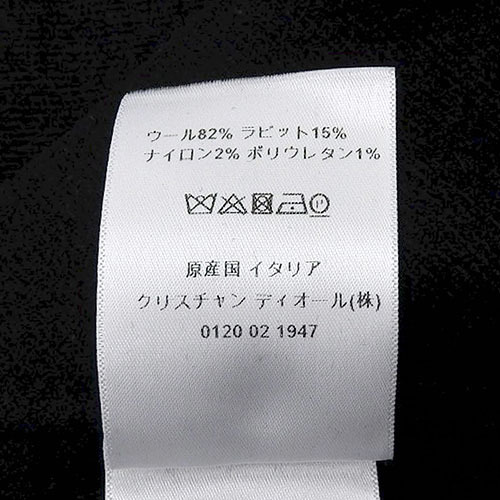 ウール82% ラビット15%
ナイロン2% ポリウレタン1%
原産国 イタリア
クリスチャン ディオール(株)
0120 02 1947